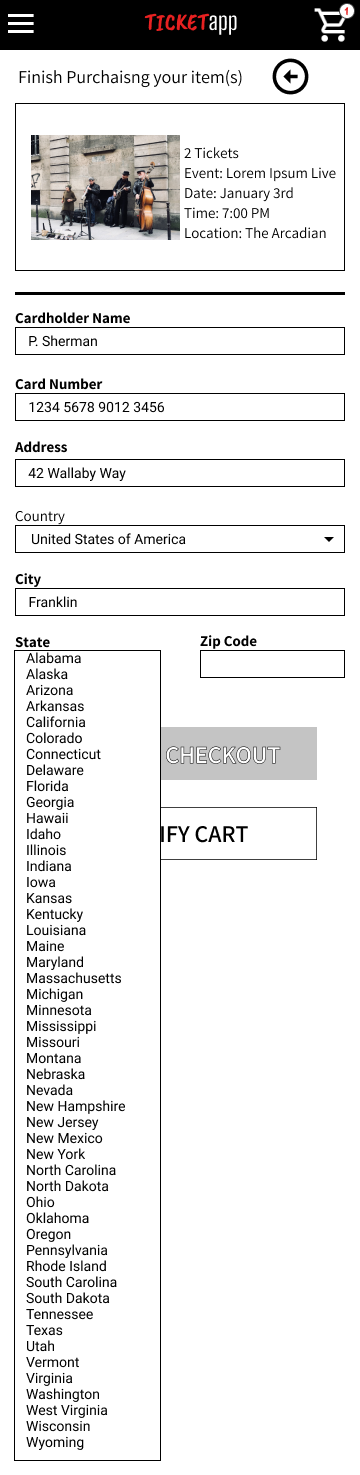 TICKETapp
1
Finish Purchaisng your item(s)
2 Tickets
Event: Lorem Ipsum Live
Date: January 3rd
Time: 7:00 PM
Location: The Arcadian
Cardholder Name
P. Sherman
Card Number
1234 5678 9012 3456
Address
42 Wallaby Way
Country
United States of America
City
Franklin
State
Zip Code
Alabama
Alaska
Arizona
Arkansas
California
Colorado
Connecticut
Delaware
Florida
Georgia
Hawaii
Idaho
Illinois
Indiana
Iowa
Kansas
Kentucky
Louisiana
Maine
Maryland
Massachusetts
Michigan
Minnesota
Mississippi
Missouri
Montana
Nebraska
Nevada
New Hampshire
New Jersey
New Mexico
New York
North Carolina
North Dakota
Ohio
Oklahoma
Oregon
Pennsylvania
Rhode Island
South Carolina
South Dakota
Tennessee
Texas
Utah
Vermont
Virginia
Washington
West Virginia
Wisconsin
Wyoming
CHECKOUT
IFY CART